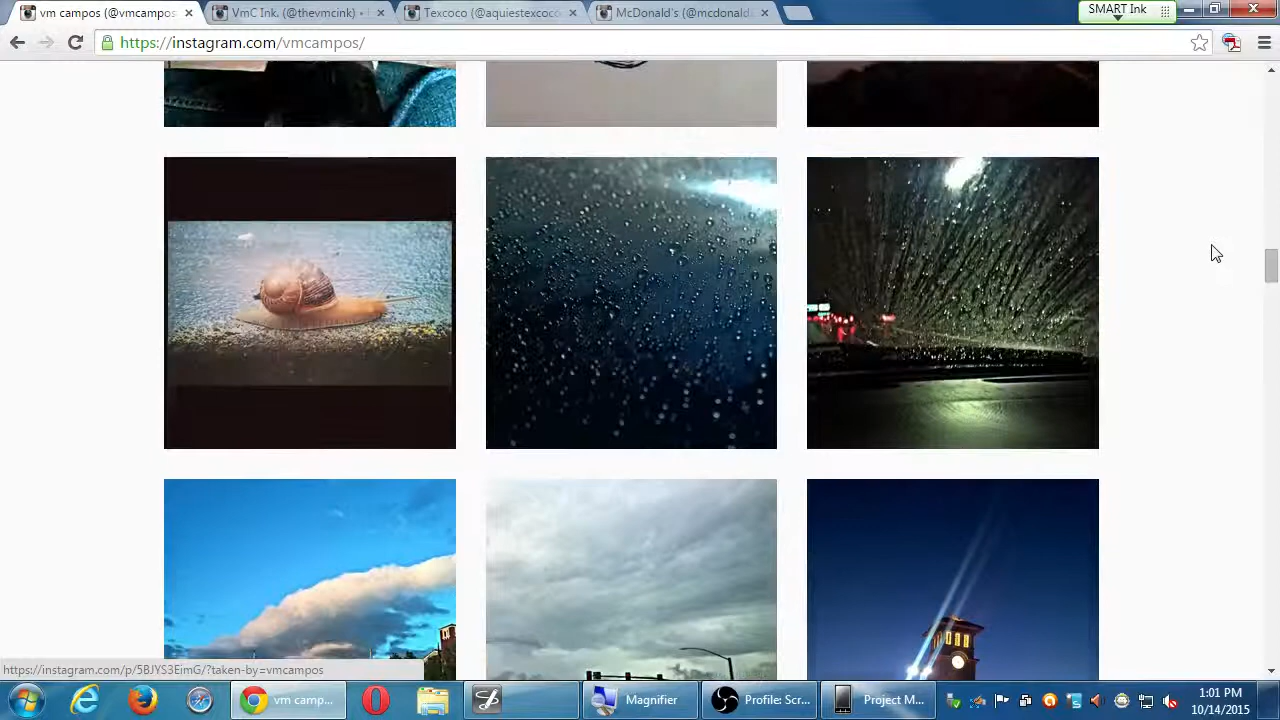 vm campos (@vmcampos)
VmC Ink. (@thevmcink) •
Texcoco (@aquiestexcoco
McDonald's (@mcdonald
SMART Ink
https://instagram.com/vmcampos/
https://instagram.com/p/5BJYS3EimG/?taken-by=vmcampos
vm camp...
Magnifier
Profile: Scr...
Project M...
1:01 PM
10/14/2015